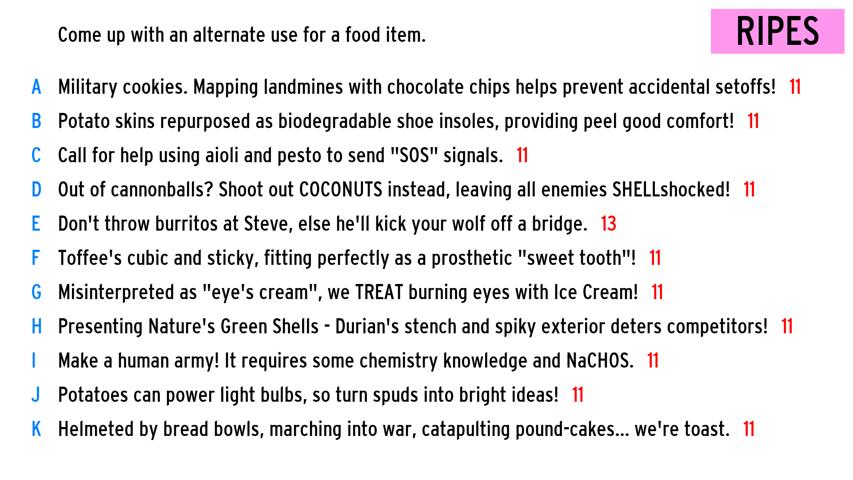 Come up with an alternate use for a food item.
RIPES
A Military cookies. Mapping landmines with chocolate chips helps prevent accidental setoffs! 11
B Potato skins repurposed as biodegradable shoe insoles, providing peel good comfort! 11
C Call for help using aioli and pesto to send "SOS" signals. 11
D Out of cannonballs? Shoot out COCONUTS instead, leaving all enemies SHELLshocked! 11
E Don't throw burritos at Steve, else he'll kick your wolf off a bridge. 13
F Toffee's cubic and sticky, fitting perfectly as a prosthetic "sweet tooth"! 11
G Misinterpreted as "eye's cream", we TREAT burning eyes with Ice Cream! 11
H Presenting Nature's Green Shells - Durian's stench and spiky exterior deters competitors! 11
I Make a human army! It requires some chemistry knowledge and NaCHOS. 11
J Potatoes can power light bulbs, so turn spuds into bright ideas! 11
K Helmeted by bread bowls, marching into war, catapulting pound-cakes... we're toast. 11